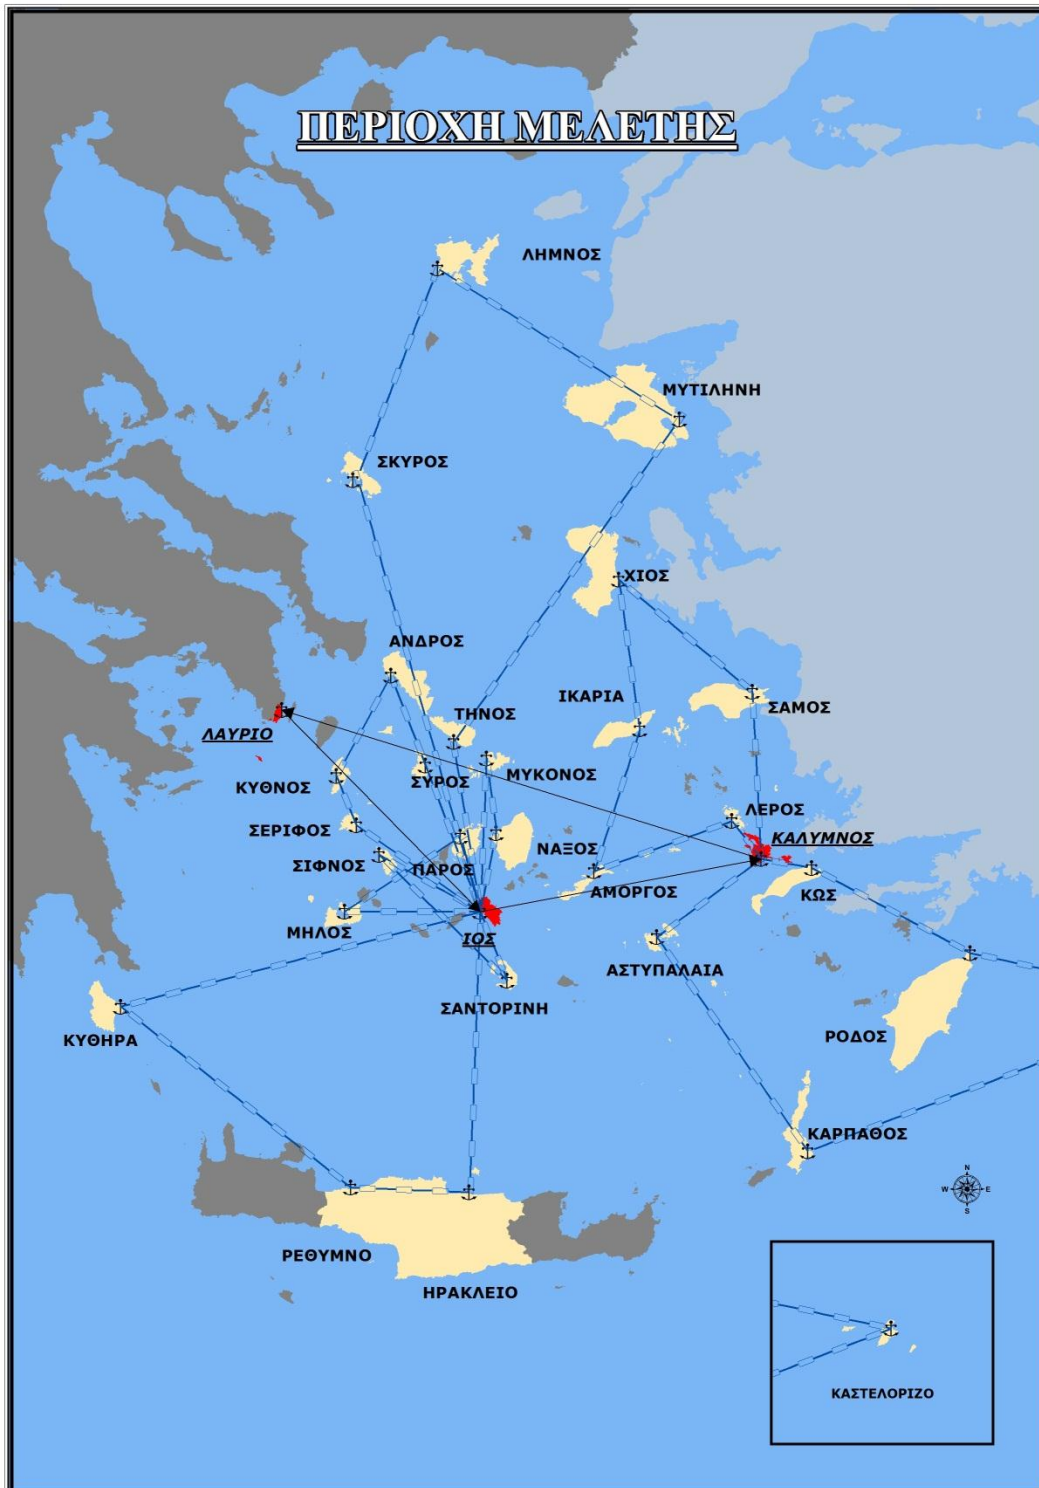 ΠΕΡΙΟΧΗ ΜΕΛΕΤΗΣ
ΛΗΜΝΟΣ
ΜΥΤΙΛΗΝΗ
ΣΚΥΡΟΣ
ΧΙΟΣ
ΑΝΔΡΟΣ
ΙΚΑΡΙΑ
ΣΑΜΟΣ
ΤΗΝΟΣ
ΛΑΥΡΙΟ
ΜΥΚΟΝΟΣ
ΣΥΡΟΣ
ΚΥΘΝΟΣ
ΛΕΡΟΣ
ΣΕΡΙΦΟΣ
ΚΑΛΥΜΝΟΣ
ΝΑΞΟΣ
ΣΙΦΝΟΣ
ΠΑΡΟΣ
ΑΜΟΡΓΟΣ
ΚΩΣ
ΜΗΛΟΣ
ΙΟΣ
ΑΣΤΥΠΑΛΑΙΑ
ΣΑΝΤΟΡΙΝΗ
ΡΟΔΟΣ
ΚΥΘΗΡΑ
ΚΑΡΠΑΘΟΣ
N
W E
S
ΡΕΘΥΜΝΟ
ΗΡΑΚΛΕΙΟ
ΚΑΣΤΕΛΟΡΙΖΟ